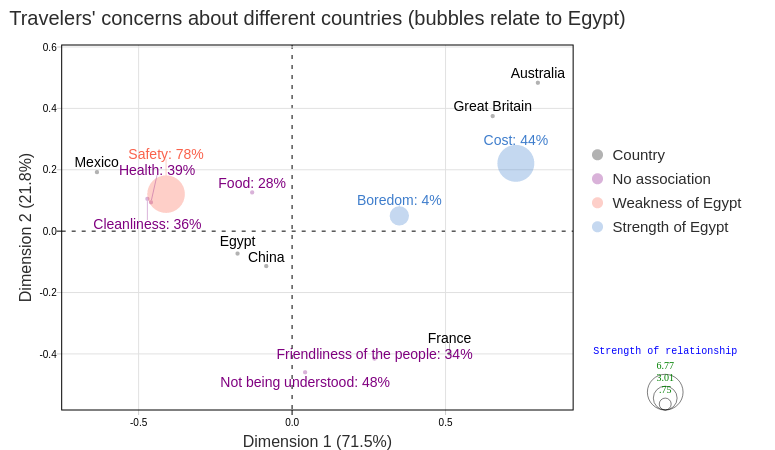 Travelers' concerns about different countries (bubbles relate to Egypt)
0.6
Australia
0.4
Great Britain
Cost: 44%
Safety: 78%
Mexico
0.2
Health: 39%
Food: 28%
Boredom: 4%
Cleanliness: 36%
0.0
Egypt
China
-0.2
France
-0.4
Friendliness of the people: 34%
Not being understood: 48%
-0.5
0.0
0.5
Dimension 1 (71.5%)
Dimension 2 (21.8%)
Country
No association
Weakness of Egypt
Strength of Egypt
Strength of relationship
6.77
3.01
.75